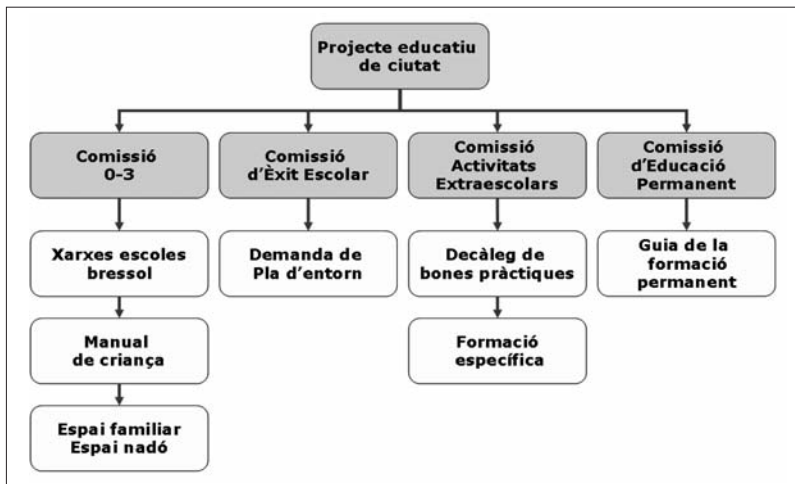 Projecte educatiu
de ciutat
Comissió
0-3
Comissió
d'Èxit Escolar
Comissió
Activitats
Extraescolars
Comissió
d'Educació
Permanent
Xarxes escoles
bressol
Demanda de
Pla d'entorn
Decàleg de
bones pràctiques
Guia de la
formació
permanent
Manual
de criança
Formació
específica
Espai familiar
Espai nadó